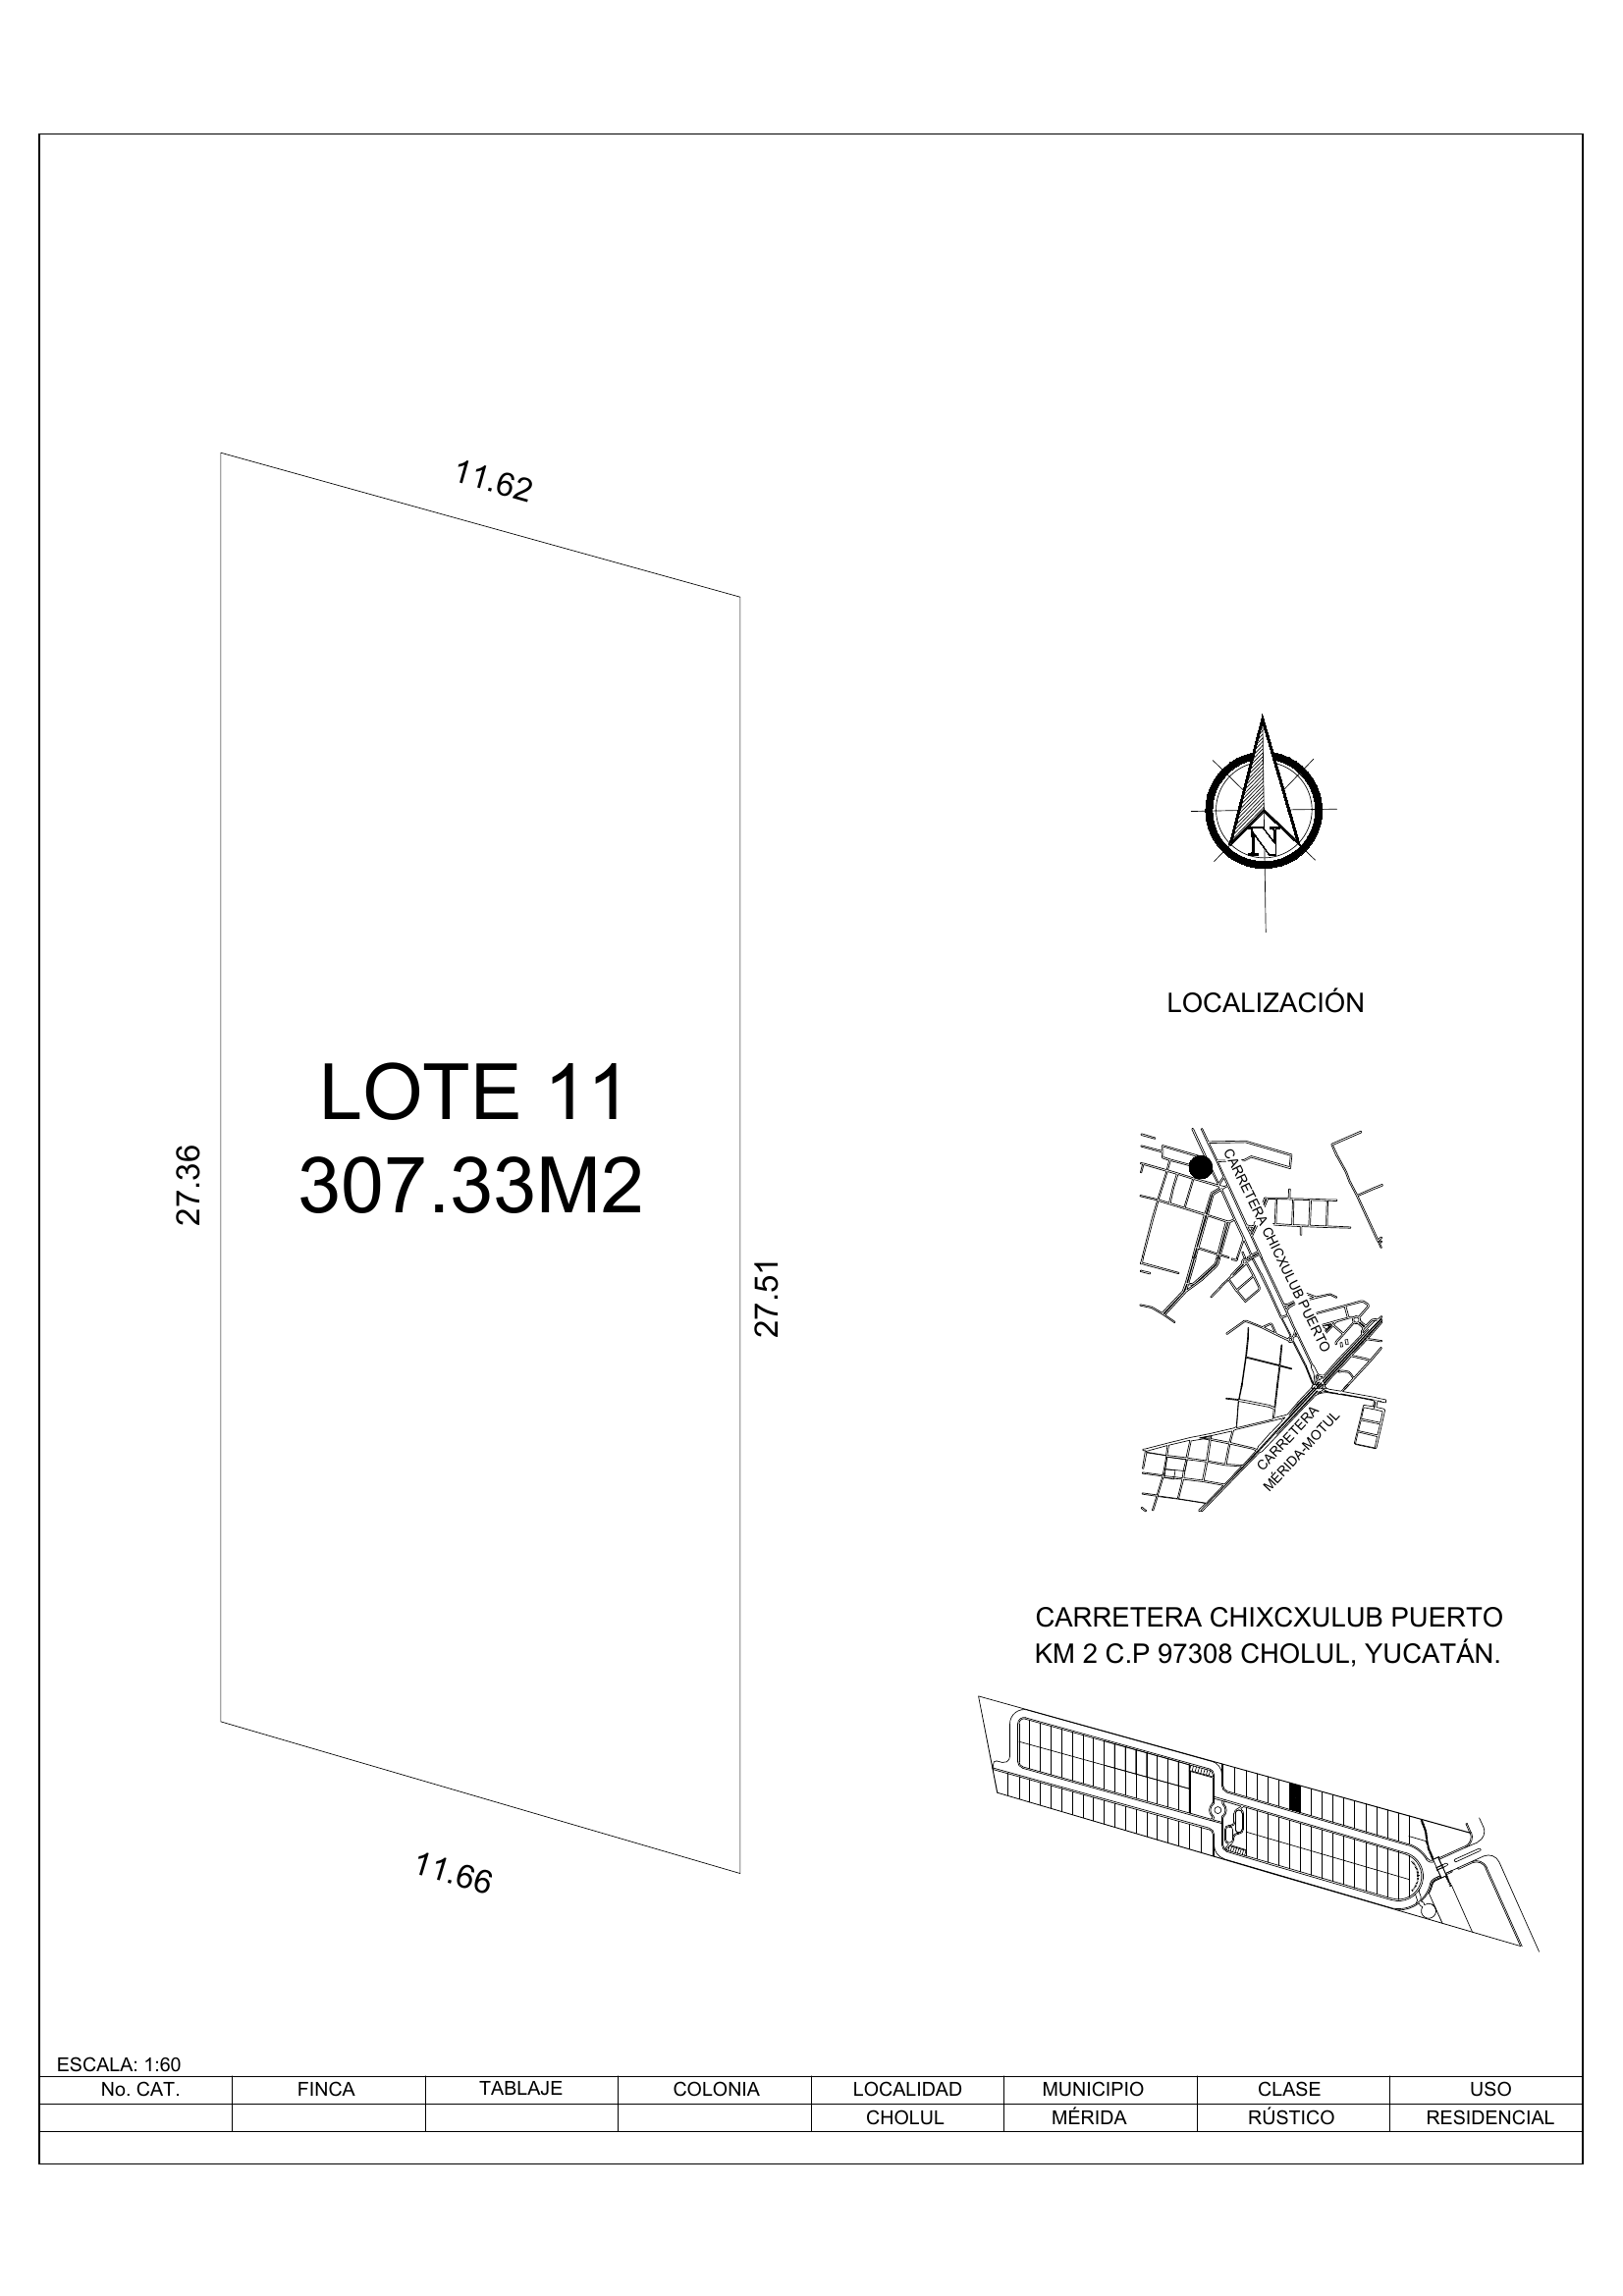 11.62
LOTE 11
307.33M2
27.36
27.51
11.66
N
LOCALIZACIÓN
CARRETERA CHICXULUB PUERTO
CARRETERA
MÉRIDA-MOTUL
CARRETERA CHIXCXULUB PUERTO
KM 2 C.P 97308 CHOLUL, YUCATÁN.
ESCALA: 1:60
No. CAT. FINCA TABLAJE COLONIA LOCALIDAD MUNICIPIO CLASE USO
CHOLUL MÉRIDA RÚSTICO RESIDENCIAL